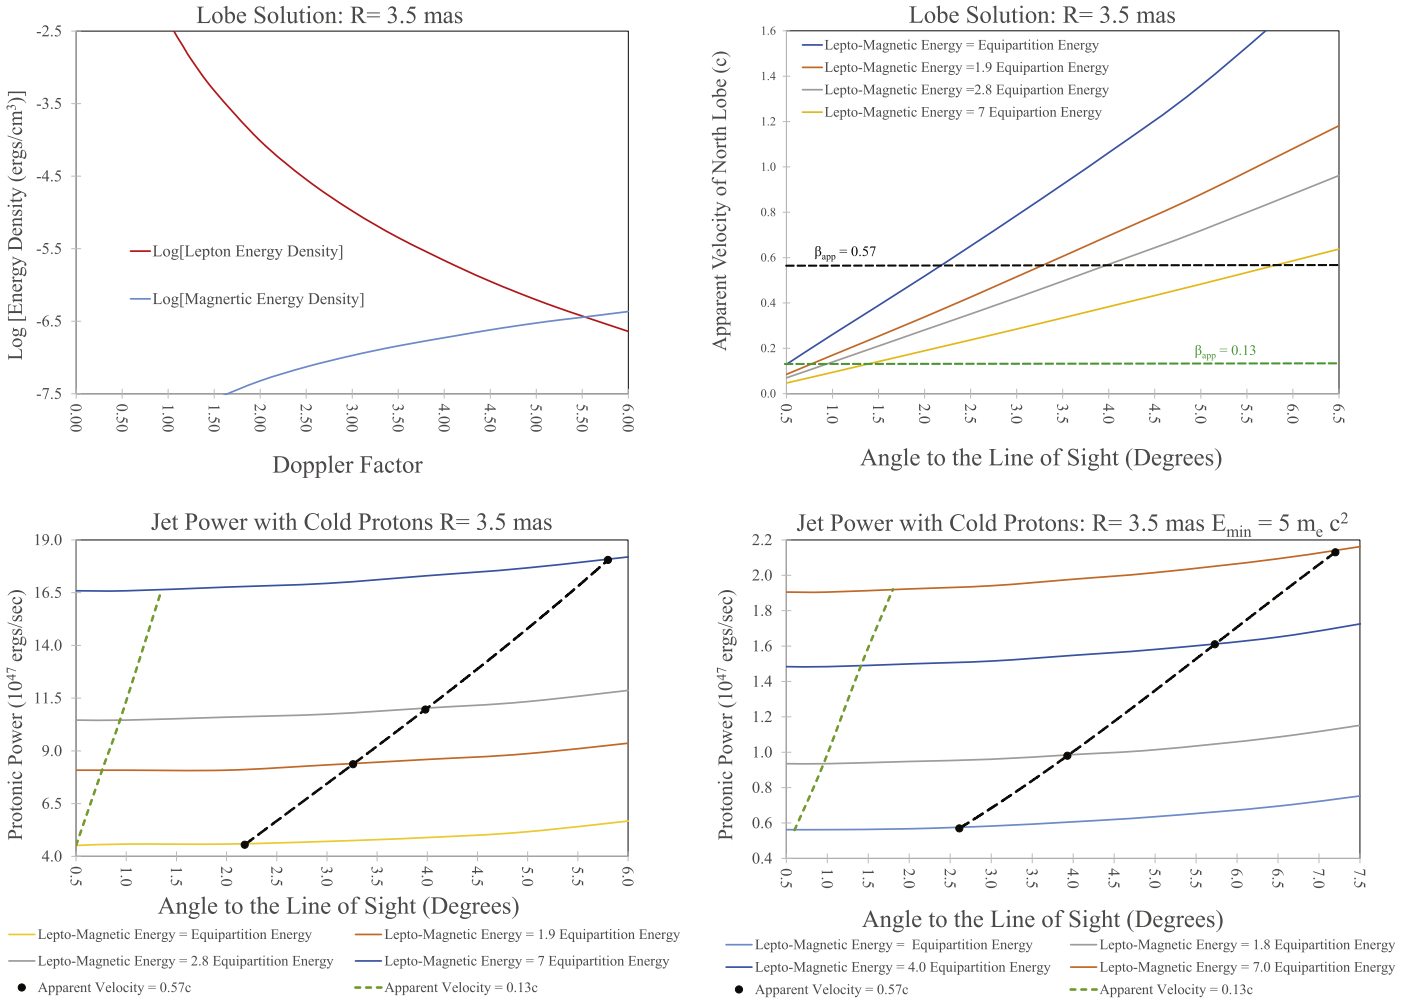 Lobe Solution: R= 3.5 mas
-2.5
-3.5
-4.5
-5.5
-6.5
-7.5
Log [Energy Density (ergs/cm³)]
Log[Lepton Energy Density]
Log[Magnertic Energy Density]
0.00
0.50
1.00
1.50
2.00
2.50
3.00
3.50
4.00
4.50
5.00
5.50
6.00
Doppler Factor
Lobe Solution: R= 3.5 mas
1.6
1.4
1.2
1.0
0.8
0.6
0.4
0.2
0.0
Apparent Velocity of North Lobe (c)
Lepto-Magnetic Energy = Equipartition Energy
Lepto-Magnetic Energy =1.9 Equipartion Energy
Lepto-Magnetic Energy =2.8 Equipartion Energy
Lepto-Magnetic Energy = 7 Equipartion Energy
βapp = 0.57
βapp = 0.13
0.5
1.0
1.5
2.0
2.5
3.0
3.5
4.0
4.5
5.0
5.5
6.0
6.5
Angle to the Line of Sight (Degrees)
Jet Power with Cold Protons R= 3.5 mas
19.0
16.5
14.0
11.5
9.0
6.5
4.0
Protonic Power (10⁴⁷ ergs/sec)
0.5
1.0
1.5
2.0
2.5
3.0
3.5
4.0
4.5
5.0
5.5
6.0
Angle to the Line of Sight (Degrees)
Lepto-Magnetic Energy = Equipartition Energy
Lepto-Magnetic Energy = 1.9 Equipartition Energy
Lepto-Magnetic Energy = 2.8 Equipartition Energy
Lepto-Magnetic Energy = 7 Equipartition Energy
Apparent Velocity = 0.57c
Apparent Velocity = 0.13c
Jet Power with Cold Protons: R= 3.5 mas Emin = 5 me c²
2.2
2.0
1.8
1.6
1.4
1.2
1.0
0.8
0.6
0.4
Protonic Power (10⁴⁷ ergs/sec)
0.5
1.0
1.5
2.0
2.5
3.0
3.5
4.0
4.5
5.0
5.5
6.0
6.5
7.0
7.5
Angle to the Line of Sight (Degrees)
Lepto-Magnetic Energy = Equipartition Energy
Lepto-Magnetic Energy = 1.8 Equipartition Energy
Lepto-Magnetic Energy = 4.0 Equipartition Energy
Lepto-Magnetic Energy = 7.0 Equipartition Energy
Apparent Velocity = 0.57c
Apparent Velocity = 0.13c